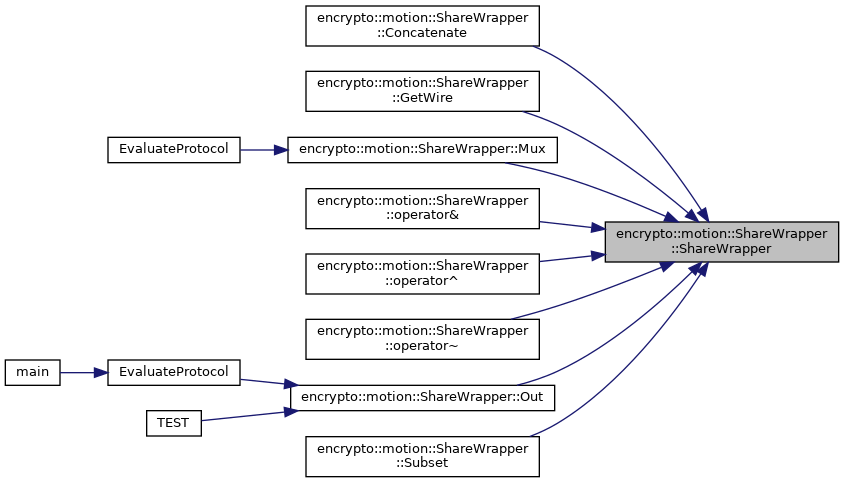 encrypto::motion::ShareWrapper
::Concatenate
encrypto::motion::ShareWrapper
::GetWire
EvaluateProtocol
encrypto::motion::ShareWrapper::Mux
encrypto::motion::ShareWrapper
::operator&
encrypto::motion::ShareWrapper
::ShareWrapper
encrypto::motion::ShareWrapper
::operator^
encrypto::motion::ShareWrapper
::operator~
main
EvaluateProtocol
encrypto::motion::ShareWrapper::Out
TEST
encrypto::motion::ShareWrapper
::Subset